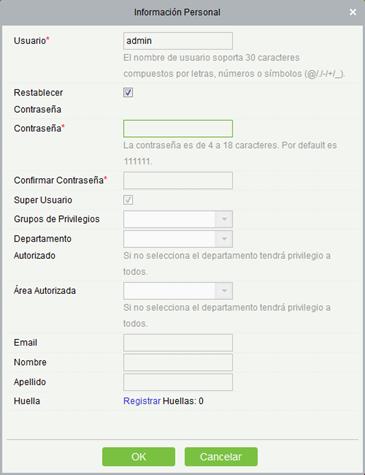 Información Personal
Usuario*
admin
El nombre de usuario soporta 30 caracteres
compuestos por letras, números o símbolos (@/./-/+/_).
Restablecer
Contraseña
Contraseña*
La contraseña es de 4 a 18 caracteres. Por default es
111111.
Confirmar Contraseña*
Super Usuario
Grupos de Privilegios
Departamento
Autorizado
Si no selecciona el departamento tendrá privilegio a
todos.
Área Autorizada
Si no selecciona el departamento tendrá privilegio a
todos.
Email
Nombre
Apellido
Huella
Registrar Huellas: 0
OK
Cancelar